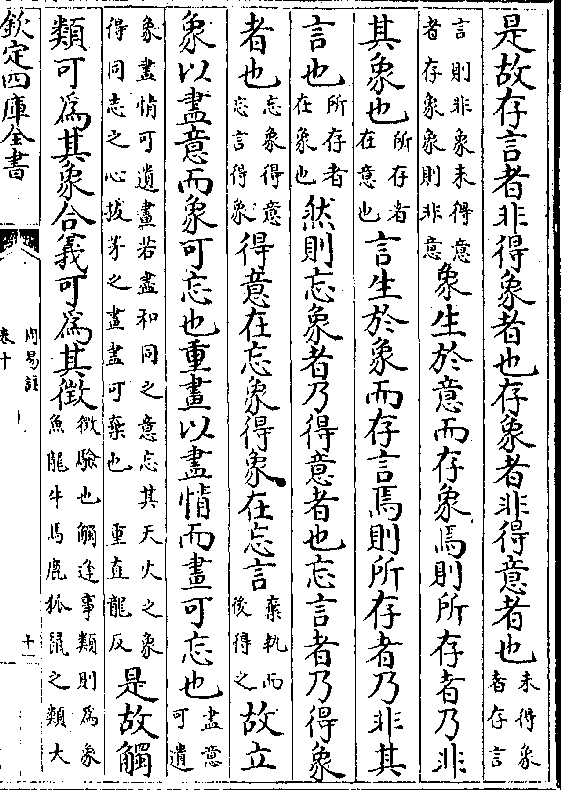 是故存言者非得象者也存象者非得意者也未得象者存言
言則非象未得意者存象象則非意象生於意而存象焉則所存者乃非
其象也所存者在意也言生於象而存言焉則所存者乃非其
言也所存者在象也然則忘象者乃得意者也忘言者乃得象
者也忘象得意忘言得象得意在忘象得象在忘言棄執而後得之故立
象以盡意而象可忘也重畫以盡情而畫可忘也盡意可遺
象盡情可遺畫若盡和同之意忘其天火之象得同志之心拔茅之畫盡可棄也 重直龍反是故觸
類可為其象合義可為其徵徵驗也觸逢事類則為象魚龍牛馬鹿狐鼠之類大
欽定四庫全書
周易註
卷十
十一